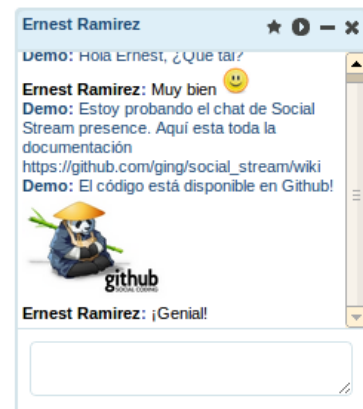 Ernest Ramirez
Demo: Hola Ernest, ¿Que tal?
Ernest Ramirez: Muy bien
Demo: Estoy probando el chat de Social
Stream presence. Aquí esta toda la
documentación
https://github.com/ging/social_stream/wiki
Demo: El código está disponible en Github!
github
SOCIAL CODING
Ernest Ramirez: ¡Genial!